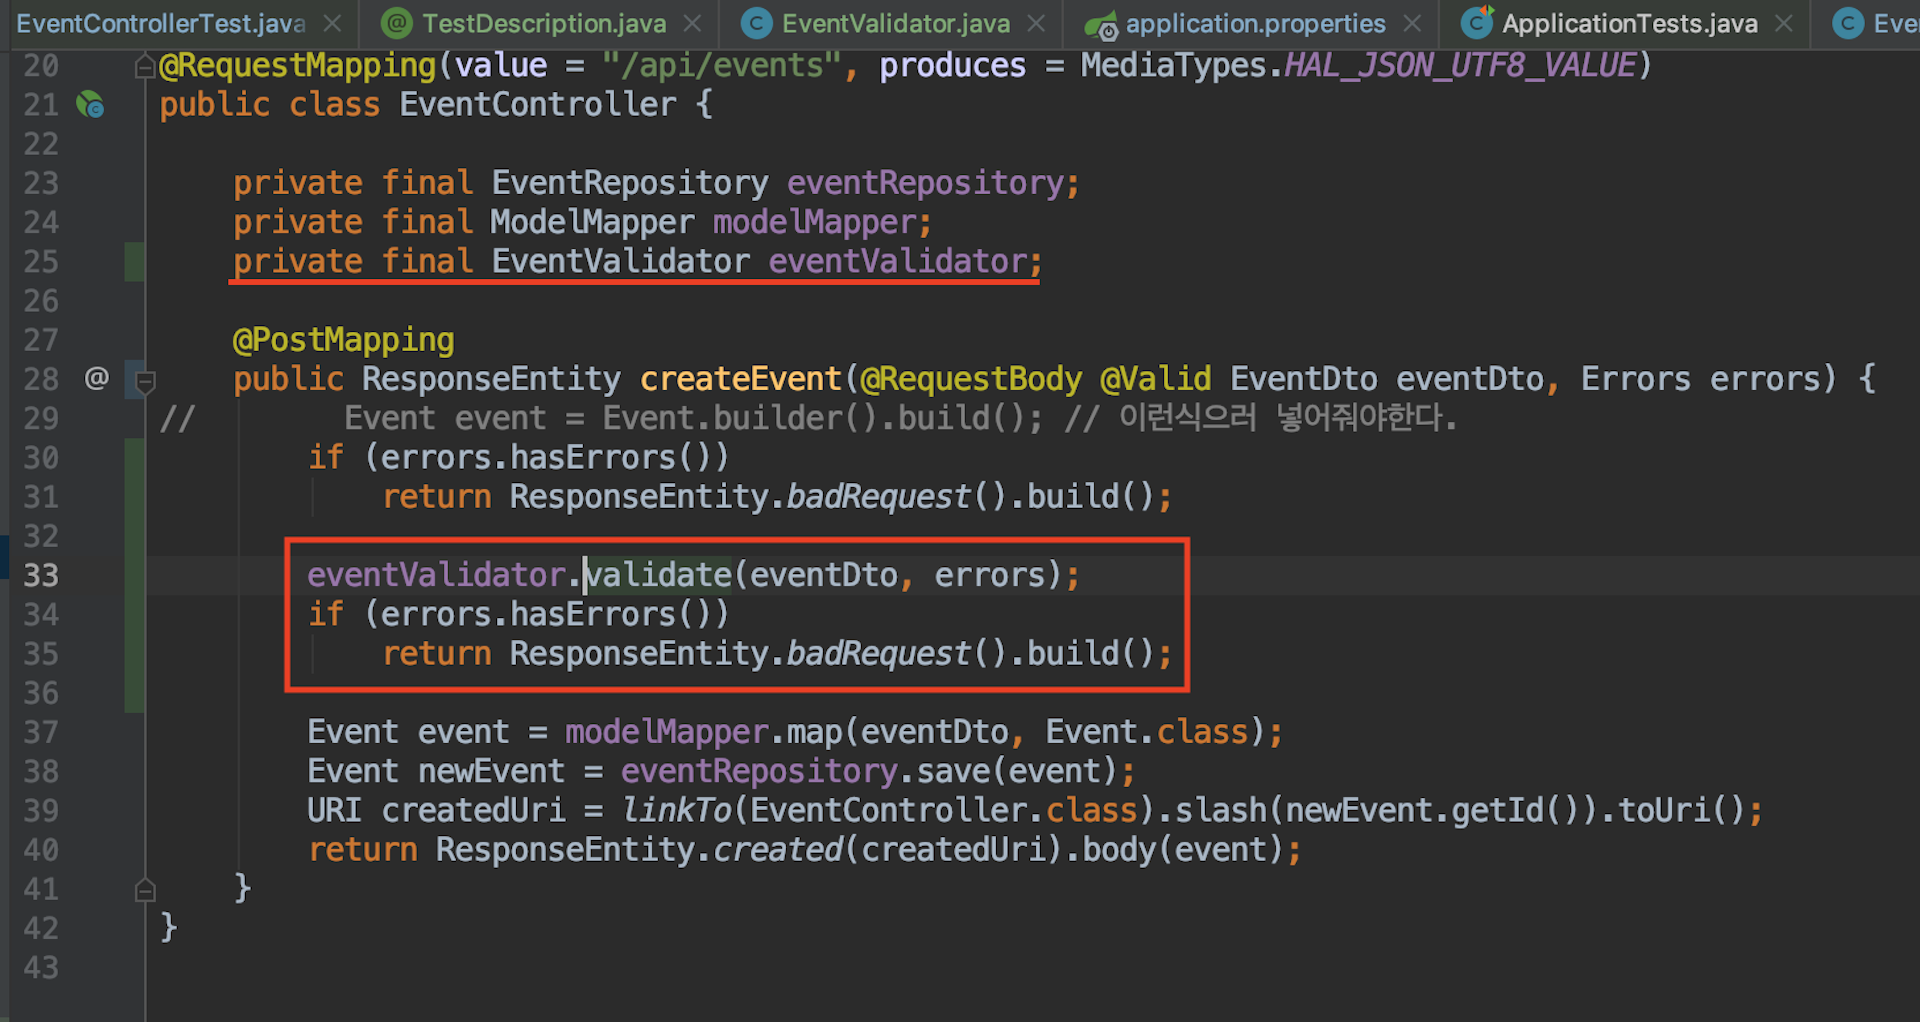 EventControllerTest.java TestDescription.java EventValidator.java application.properties ApplicationTests.java Eve
20 @RequestMapping(value = "/api/events", produces = MediaTypes.HAL_JSON_UTF8_VALUE)
21 public class EventController {
22
23 private final EventRepository eventRepository;
24 private final ModelMapper modelMapper;
25 private final EventValidator eventValidator;
26
27 @PostMapping
28 @ public ResponseEntity createEvent(@RequestBody @Valid EventDto eventDto, Errors errors) {
29 // Event event = Event.builder().build(); // 이런식으러 넣어줘야한다.
30 if (errors.hasErrors())
31 return ResponseEntity.badRequest().build();
32
33 eventValidator.validate(eventDto, errors);
34 if (errors.hasErrors())
35 return ResponseEntity.badRequest().build();
36
37 Event event = modelMapper.map(eventDto, Event.class);
38 Event newEvent = eventRepository.save(event);
39 URI createdUri = linkTo(EventController.class).slash(newEvent.getId()).toUri();
40 return ResponseEntity.created(createdUri).body(event);
41 }
42 }
43